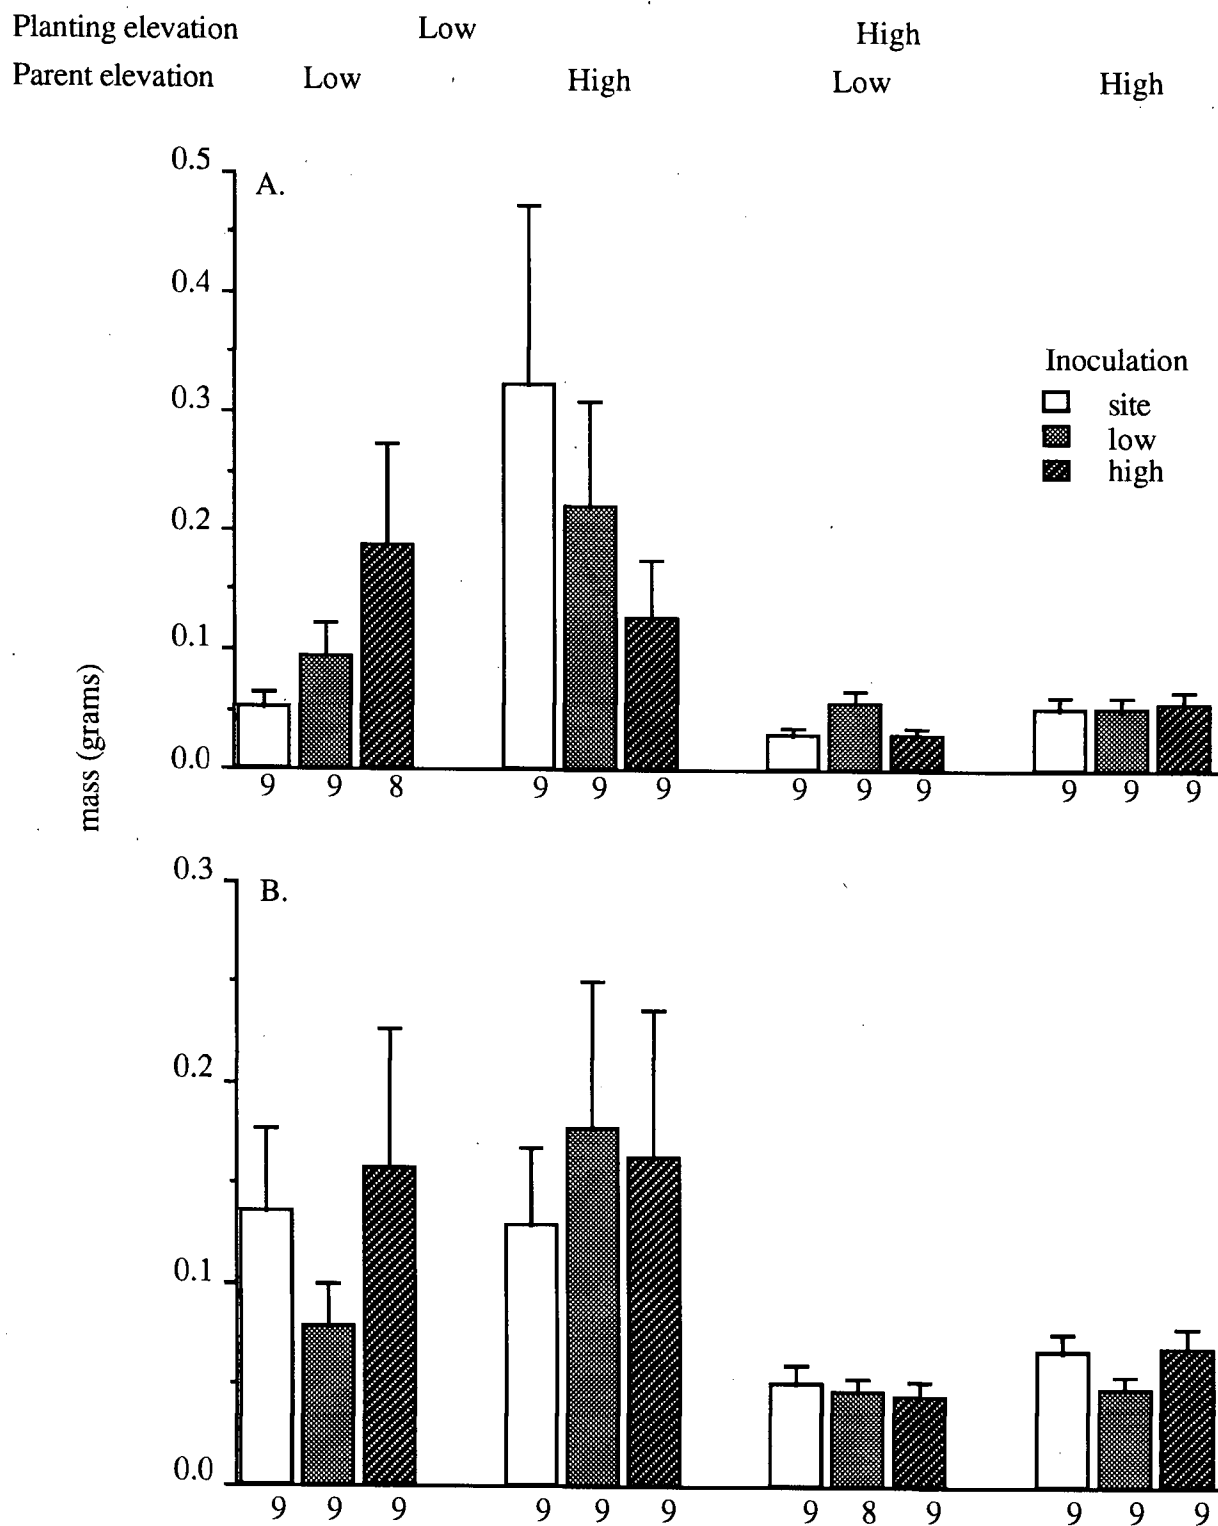 Planting elevation Low High
Parent elevation Low High Low High
A.
0.5
0.4
0.3
0.2
0.1
0.0
Inoculation
site
low
high
9 9 8 9 9 9 9 9 9 9 9 9
mass (grams)
B.
0.3
0.2
0.1
0.0
9 9 9 9 9 9 9 8 9 9 9 9